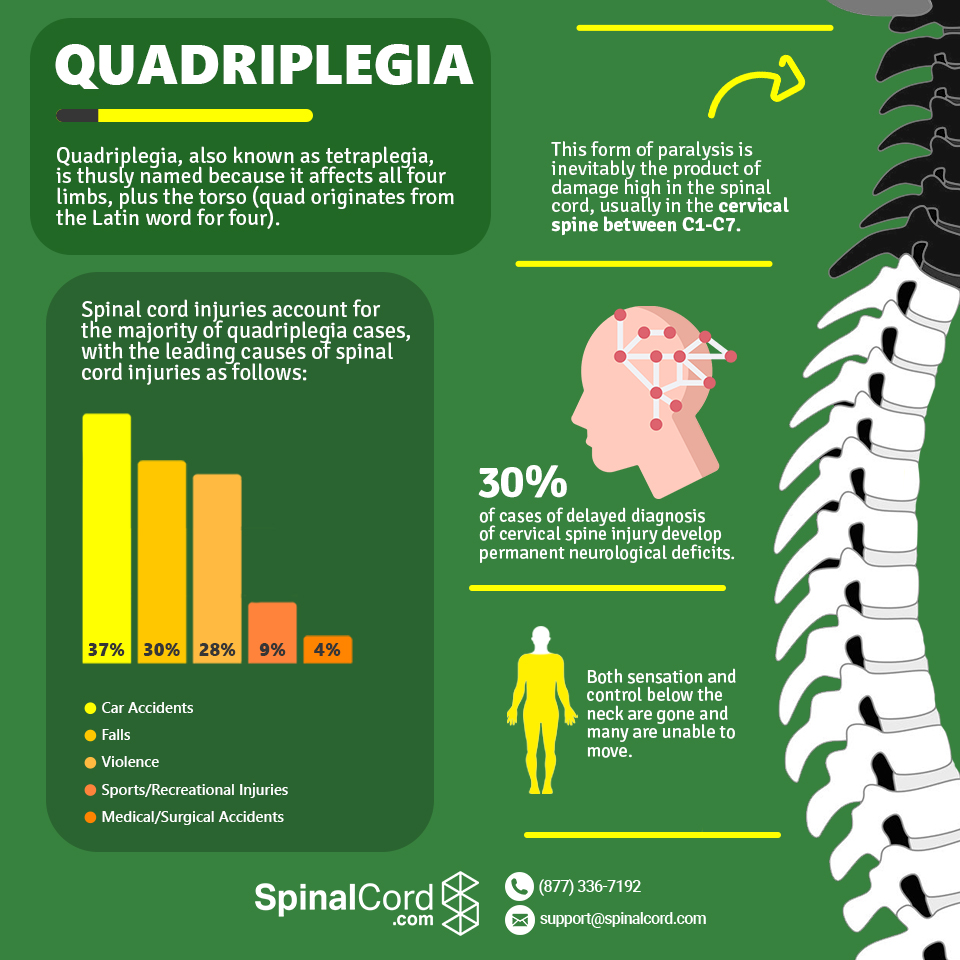 QUADRIPLEGIA
Quadriplegia, also known as tetraplegia,
is thusly named because it affects all four
limbs, plus the torso (quad originates from
the Latin word for four).
This form of paralysis is
inevitably the product of
damage high in the spinal
cord, usually in the cervical
spine between C1-C7.
Spinal cord injuries account for
the majority of quadriplegia cases,
with the leading causes of spinal
cord injuries as follows:
37% 30% 28% 9% 4%
Car Accidents
Falls
Violence
Sports/Recreational Injuries
Medical/Surgical Accidents
30%
of cases of delayed diagnosis
of cervical spine injury develop
permanent neurological deficits.
Both sensation and
control below the
neck are gone and
many are unable to
move.
SpinalCord
.com
(877) 336-7192
support@spinalcord.com